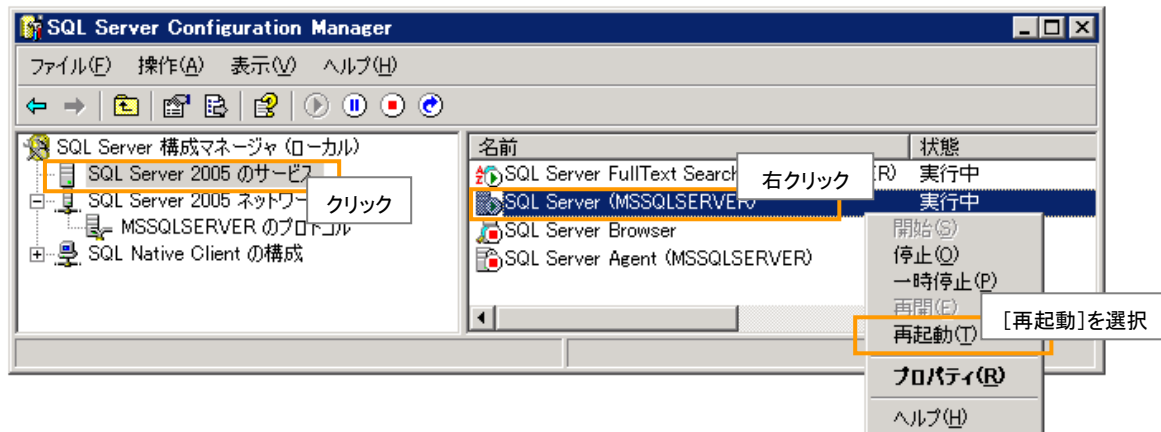 SQL Server Configuration Manager
ファイル(F) 操作(A) 表示(V) ヘルプ(H)
SQL Server 構成マネージャ (ローカル)
SQL Server 2005 のサービス
クリック
SQL Server 2005 ネットワー
MSSQLSERVER のプロトコル
SQL Native Client の構成
名前 状態
SQL Server FullText Search R) 実行中
右クリック
SQL Server (MSSQLSERVER) 実行中
SQL Server Browser
SQL Server Agent (MSSQLSERVER)
開始(S)
停止(O)
一時停止(P)
再開(E)
再起動(T)
[再起動]を選択
プロパティ(R)
ヘルプ(H)